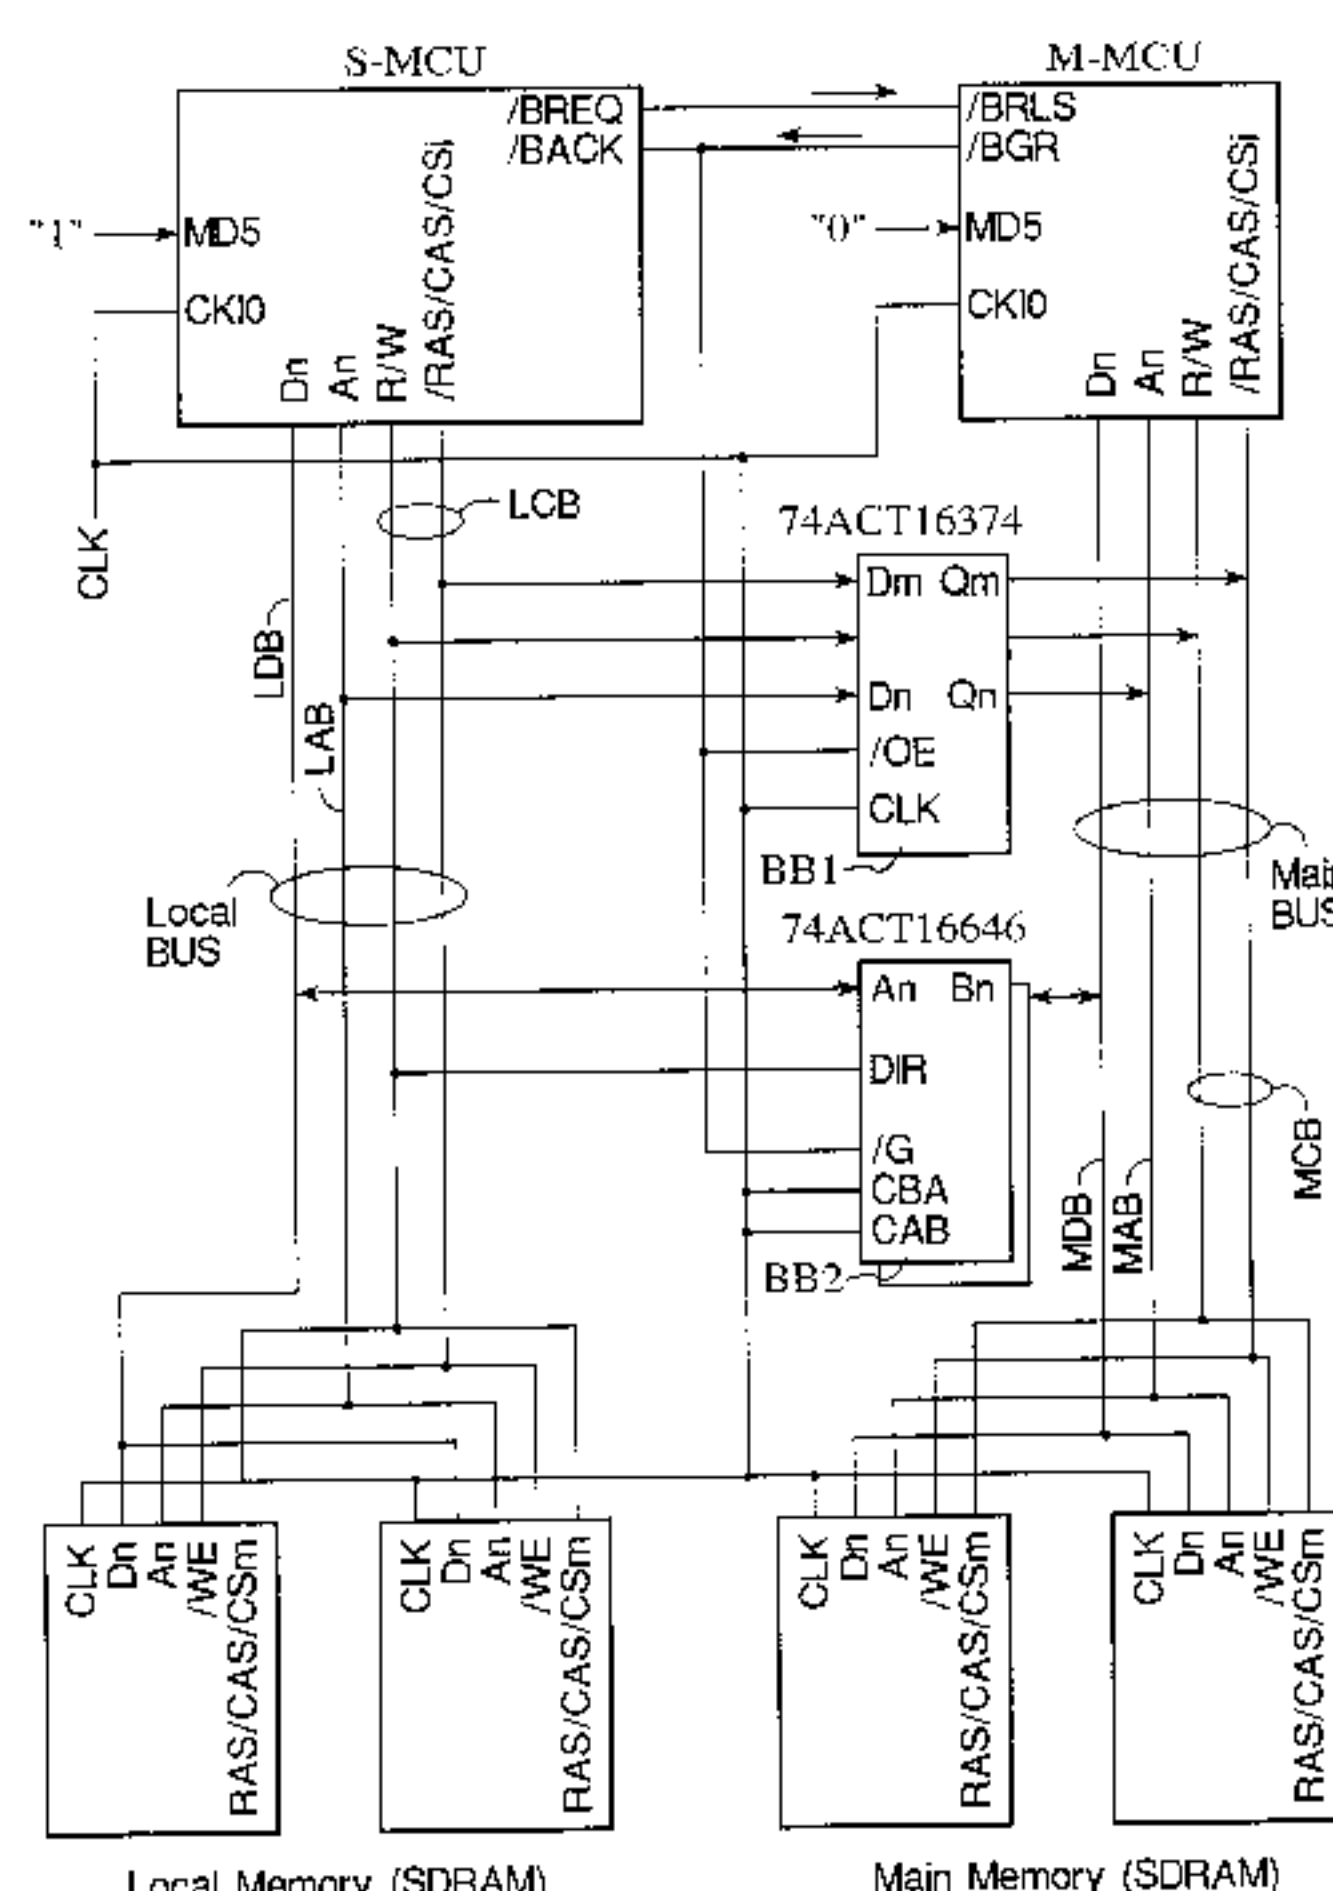 S-MCU
M-MCU
/BREQ
/BACK
/BRLS
/BGR
"1"
MD5
CKI0
Dn
An
R/W
/RAS/CAS/CSi
"0"
MD5
CKI0
Dn
An
R/W
/RAS/CAS/CSi
CLK
LCB
LDB
LAB
74ACT16374
Dm Qm
Dn Qn
/OE
CLK
BB1
Local
BUS
Main
BUS
74ACT16646
An Bn
DIR
/G
CBA
CAB
BB2
MDB
MAB
MCB
CLK
Dn
An
/WE
RAS/CAS/CSm
CLK
Dn
An
/WE
RAS/CAS/CSm
CLK
Dn
An
/WE
RAS/CAS/CSm
CLK
Dn
An
/WE
RAS/CAS/CSm
Local Memory (SDRAM)
Main Memory (SDRAM)